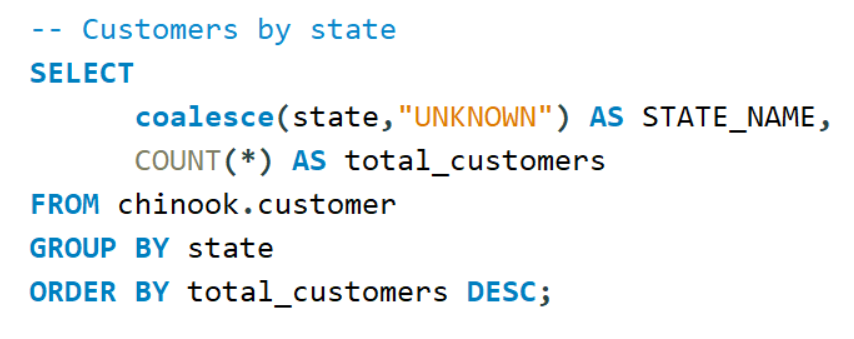 -- Customers by state
SELECT
coalesce(state,"UNKNOWN") AS STATE_NAME,
COUNT(*) AS total_customers
FROM chinook.customer
GROUP BY state
ORDER BY total_customers DESC;